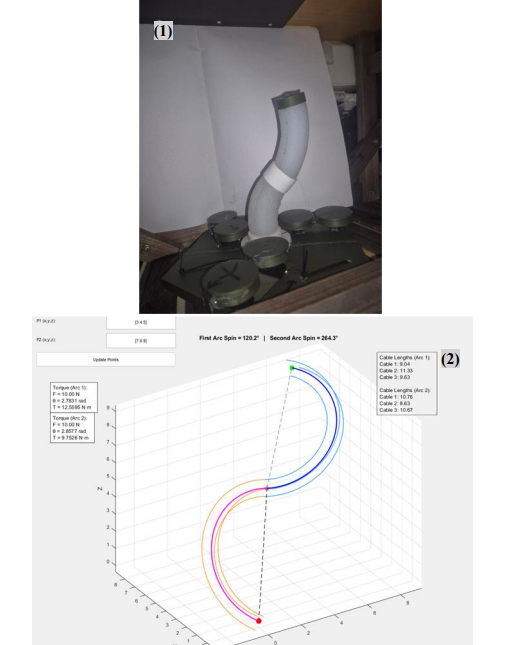 (1)
P1 (x,y,z):
[3 4 5]
P2 (x,y,z):
[7 8 9]
Update Points
First Arc Spin = 120.2° | Second Arc Spin = 264.3°
(2)
Cable Lengths (Arc 1):
Cable 1: 9.04
Cable 2: 11.33
Cable 3: 9.63
Cable Lengths (Arc 2):
Cable 1: 10.76
Cable 2: 8.63
Cable 3: 10.67
Torque (Arc 1):
F = 10.00 N
θ = 2.7831 rad
T = 12.5595 N·m
Torque (Arc 2):
F = 10.00 N
θ = 2.8577 rad
T = 9.7526 N·m
9
8
7
6
5
4
3
2
1
0
Z
8
7
6
5
4
3
2
1
0
2
4
6
8